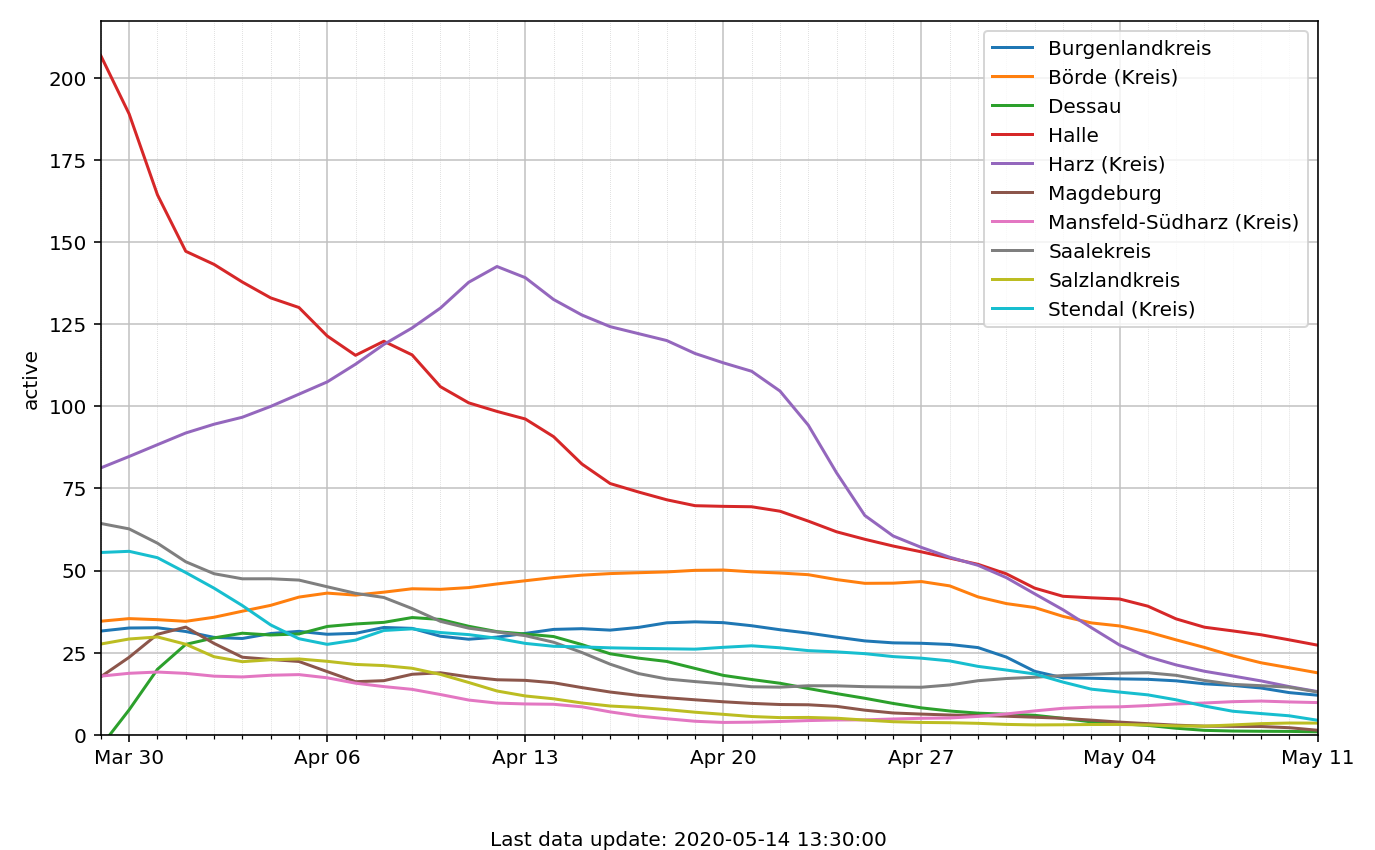 200
175
150
125
100
75
50
25
0
active
Burgenlandkreis
Börde (Kreis)
Dessau
Halle
Harz (Kreis)
Magdeburg
Mansfeld-Südharz (Kreis)
Saalekreis
Salzlandkreis
Stendal (Kreis)
Mar 30 Apr 06 Apr 13 Apr 20 Apr 27 May 04 May 11
Last data update: 2020-05-14 13:30:00